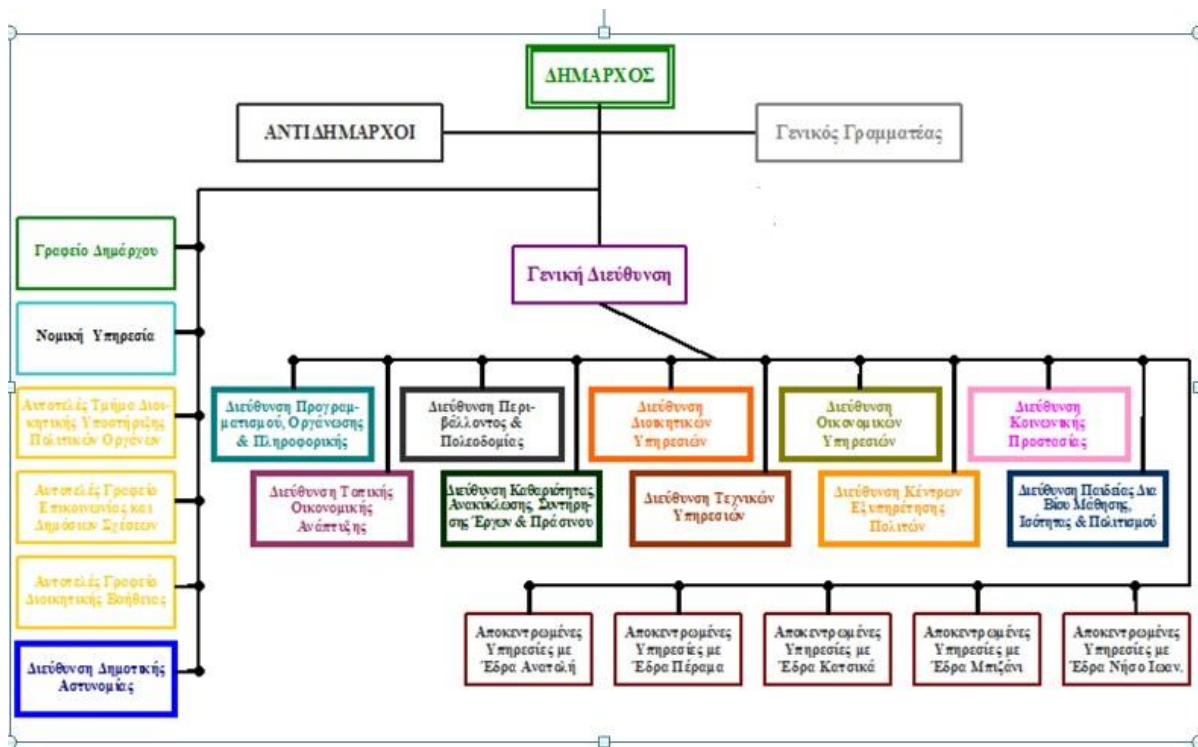 ΔΗΜΑΡΧΟΣ
ΑΝΤΙΔΗΜΑΡΧΟΙ
Γενικός Γραμματέας
Γραφείο Δημάρχου
Γενική Διεύθυνση
Νομική Υπηρεσία
Αυτοτελές Τμήμα Διοι-
κητικής Υποστήριξης
Πολιτικών Οργάνων
Αυτοτελές Γραφείο
Επικοινωνίας και
Δημόσιων Σχέσεων
Αυτοτελές Γραφείο
Διοικητικής Βοήθειας
Διεύθυνση Δημοτικής
Αστυνομίας
Διεύθυνση Προγραμ-
ματισμού, Οργάνωσης
& Πληροφορικής
Διεύθυνση Περι-
βάλλοντος &
Πολεοδομίας
Διεύθυνση
Διοικητικών
Υπηρεσιών
Διεύθυνση
Οικονομικών
Υπηρεσιών
Διεύθυνση
Κοινωνικής
Προστασίας
Διεύθυνση Τοπικής
Οικονομικής
Ανάπτυξης
Διεύθυνση Καθαριότητας
Ανακύκλωσης, Συντήρη-
σης Έργων & Πράσινου
Διεύθυνση Τεχνικών
Υπηρεσιών
Διεύθυνση Κέντρων
Εξυπηρέτησης
Πολιτών
Διεύθυνση Παιδείας Δια
Βίου Μάθησης,
Ισότητας & Πολιτισμού
Αποκεντρωμένες
Υπηρεσίες με
Έδρα Ανατολή
Αποκεντρωμένες
Υπηρεσίες με
Έδρα Πέραμα
Αποκεντρωμένες
Υπηρεσίες με
Έδρα Κατσικά
Αποκεντρωμένες
Υπηρεσίες με
Έδρα Μπιζάνι
Αποκεντρωμένες
Υπηρεσίες με
Έδρα Νήσο Ιωαν.